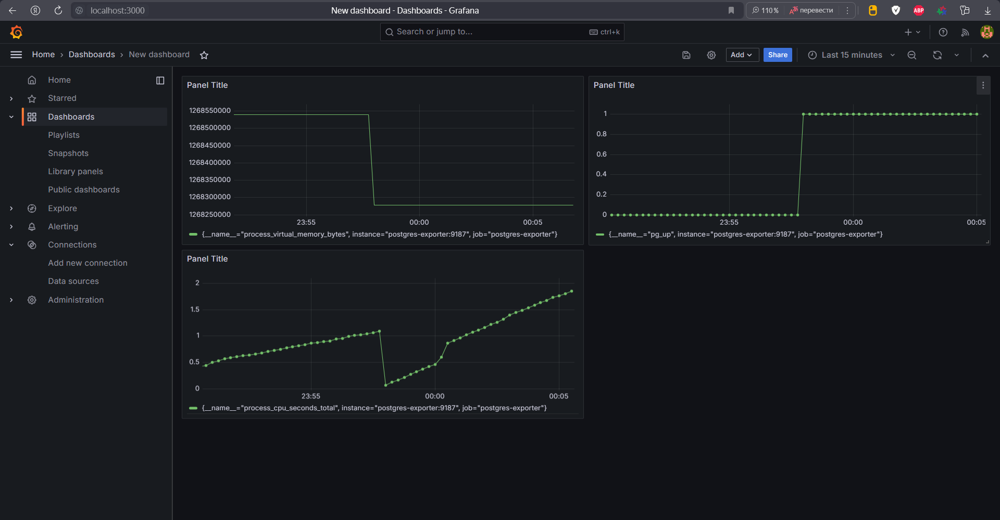 localhost:3000
New dashboard - Dashboards - Grafana
110 %
перевести
ABP
Search or jump to...
ctrl+k
Home
Dashboards
New dashboard
Add
Share
Last 15 minutes
Home
Starred
Dashboards
Playlists
Snapshots
Library panels
Public dashboards
Explore
Alerting
Connections
Add new connection
Data sources
Administration
Panel Title
1268550000
1268500000
1268450000
1268400000
1268350000
1268300000
1268250000
23:55
00:00
00:05
{__name__="process_virtual_memory_bytes", instance="postgres-exporter:9187", job="postgres-exporter"}
Panel Title
1
0.8
0.6
0.4
0.2
0
23:55
00:00
00:05
{__name__="pg_up", instance="postgres-exporter:9187", job="postgres-exporter"}
Panel Title
2
1.5
1
0.5
0
23:55
00:00
00:05
{__name__="process_cpu_seconds_total", instance="postgres-exporter:9187", job="postgres-exporter"}